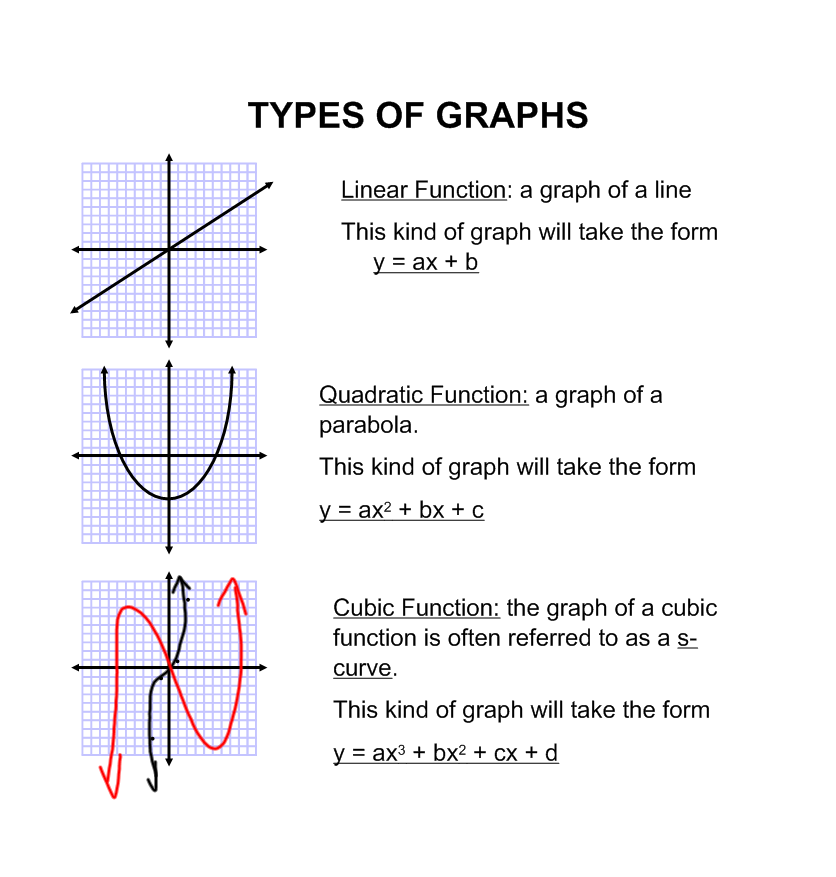 TYPES OF GRAPHS
Linear Function: a graph of a line
This kind of graph will take the form
y = ax + b
Quadratic Function: a graph of a
parabola.
This kind of graph will take the form
y = ax² + bx + c
Cubic Function: the graph of a cubic
function is often referred to as a s-
curve.
This kind of graph will take the form
y = ax³ + bx² + cx + d